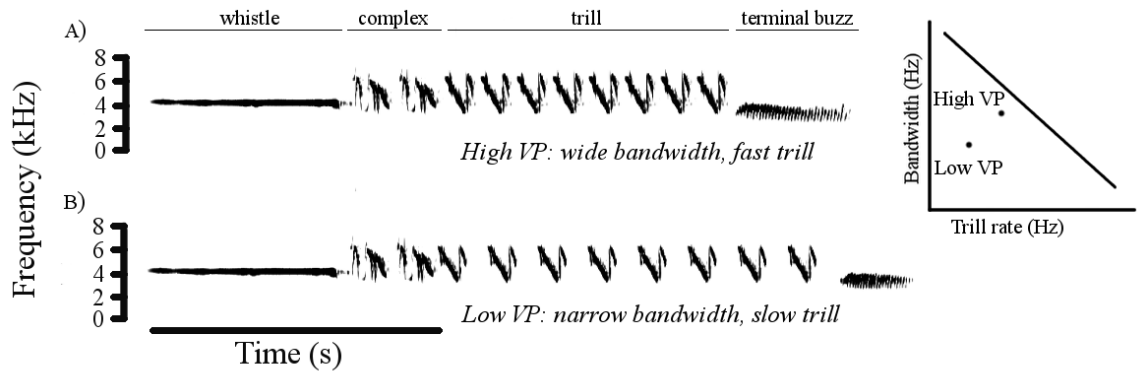 whistle complex trill terminal buzz
A)
Frequency (kHz)
8
6
4
2
0
High VP: wide bandwidth, fast trill
B)
8
6
4
2
0
Low VP: narrow bandwidth, slow trill
Time (s)
Bandwidth (Hz)
High VP
Low VP
Trill rate (Hz)